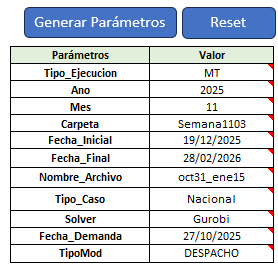 Generar Parámetros Reset
Parámetros Valor
Tipo_Ejecucion MT
Ano 2025
Mes 11
Carpeta Semana1103
Fecha_Inicial 19/12/2025
Fecha_Final 28/02/2026
Nombre_Archivo oct31_ene15
Tipo_Caso Nacional
Solver Gurobi
Fecha_Demanda 27/10/2025
TipoMod DESPACHO